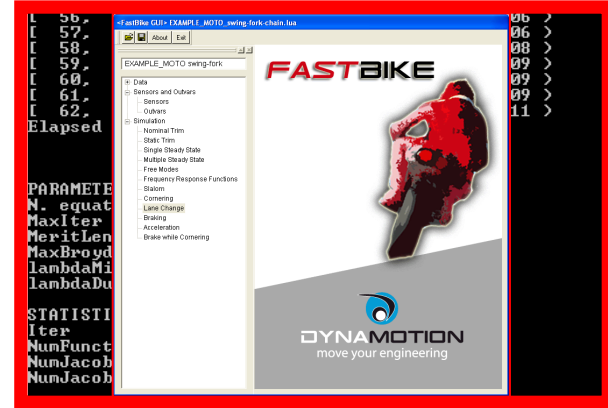 [ 56,
[ 57,
[ 58,
[ 59,
[ 60,
[ 61,
[ 62,
Elapsed
PARAMETE
N. equat
MaxIter
MeritLen
MaxBroyd
lambdaMi
lambdaDu
STATISTI
Iter
NumFunct
NumJacob
NumJacob
<FastBike GUI> EXAMPLE_MOTO_swing-fork-chain.lua
About Exit
EXAMPLE_MOTO swing-fork
Data
Sensors and Outvars
Sensors
Outvars
Simulation
Nominal Trim
Static Trim
Single Steady State
Multiple Steady State
Free Modes
Frequency Response Functions
Slalom
Cornering
Lane Change
Braking
Acceleration
Brake while Cornering
FASTBIKE
DYNAMOTION
move your engineering
06 >
06 >
08 >
09 >
09 >
09 >
11 >